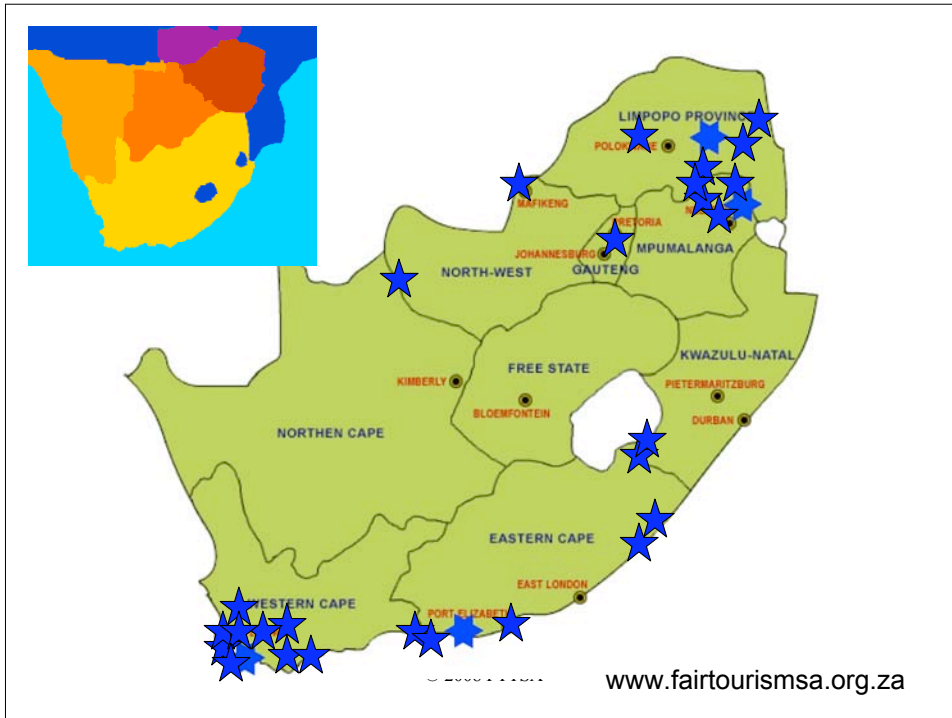 LIMPOPO PROVINC
MAFIKENG
PRETORIA
MPUMALANGA
JOHANNESBURG
GAUTENG
NORTH-WEST
KWAZULU-NATAL
FREE STATE
KIMBERLY
PIETERMARITZBURG
BLOEMFONTEIN
DURBAN
NORTHEN CAPE
EASTERN CAPE
EAST LONDON
WESTERN CAPE
PORT ELIZABETH
www.fairtourismsa.org.za